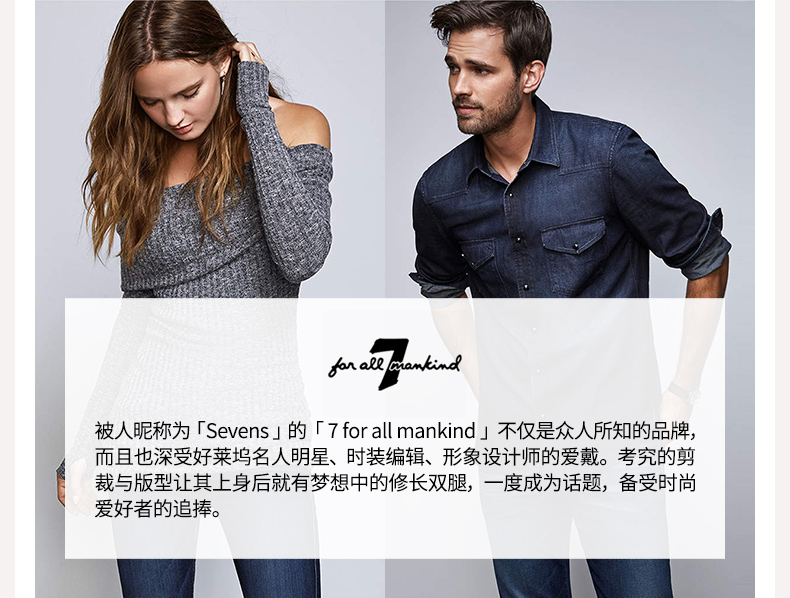 for all 7 mankind
被人昵称为「Sevens」的「7 for all mankind」不仅是众人所知的品牌,
而且也深受好莱坞名人明星、时装编辑、形象设计师的爱戴。考究的剪
裁与版型让其上身后就有梦想中的修长双腿,一度成为话题,备受时尚
爱好者的追捧。